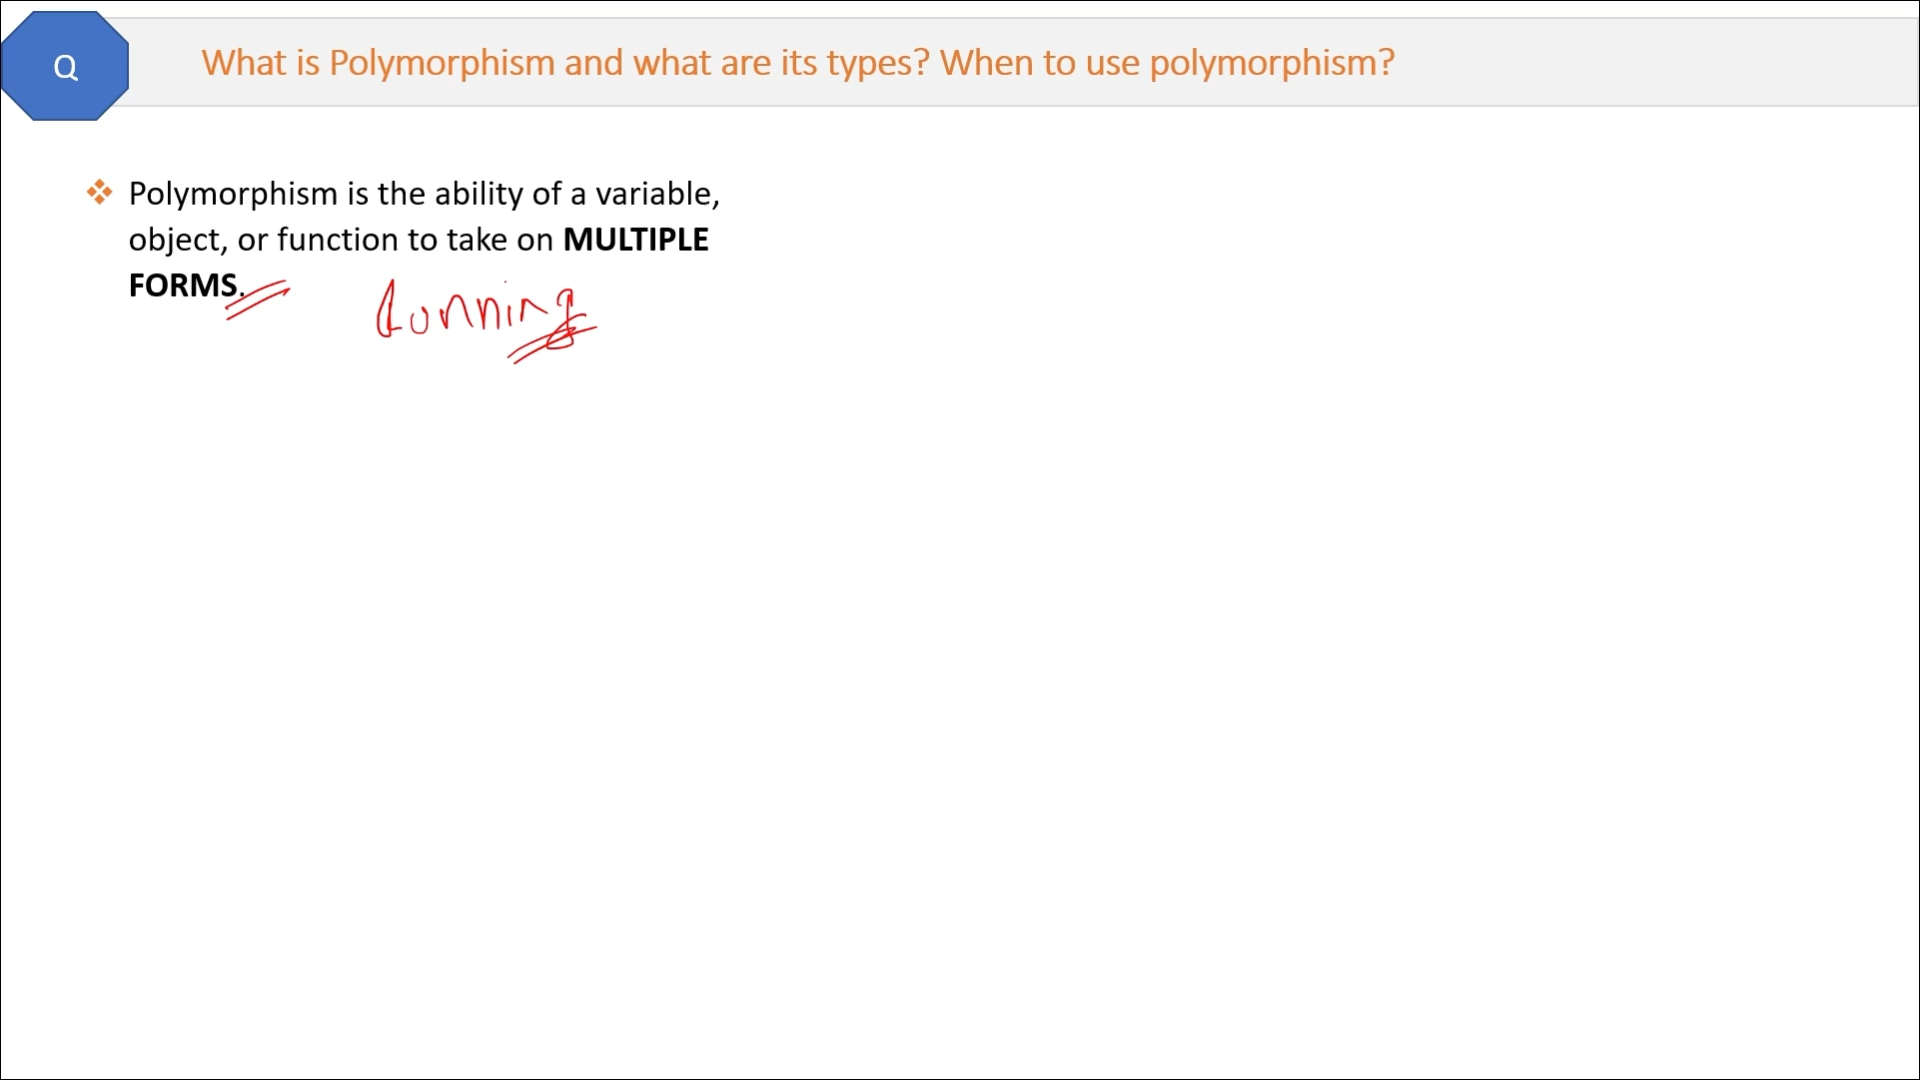 Q
What is Polymorphism and what are its types? When to use polymorphism?
Polymorphism is the ability of a variable,
object, or function to take on MULTIPLE
FORMS.
Running